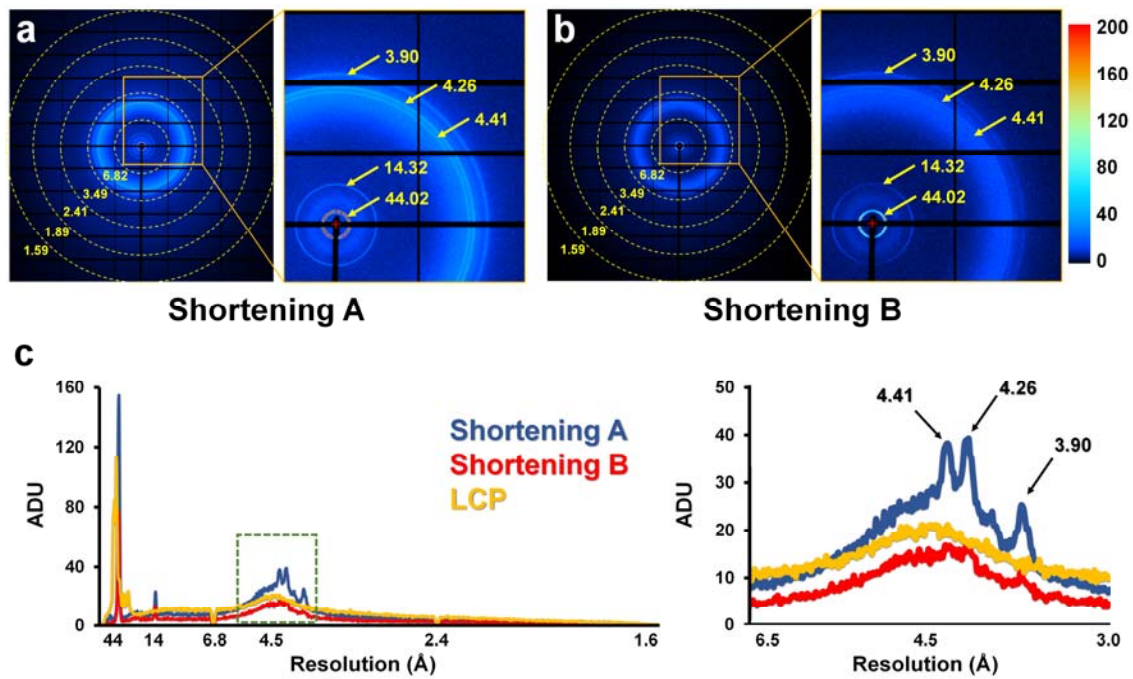 a
6.82
3.49
2.41
1.89
1.59
3.90
4.26
4.41
14.32
44.02
Shortening A
b
6.82
3.49
2.41
1.89
1.59
3.90
4.26
4.41
14.32
44.02
Shortening B
200
160
120
80
40
0
c
ADU
160
120
80
40
0
Shortening A
Shortening B
LCP
44 14 6.8 4.5 2.4 1.6
Resolution (Å)
ADU
50
40
30
20
10
0
4.41
4.26
3.90
6.5 4.5 3.0
Resolution (Å)